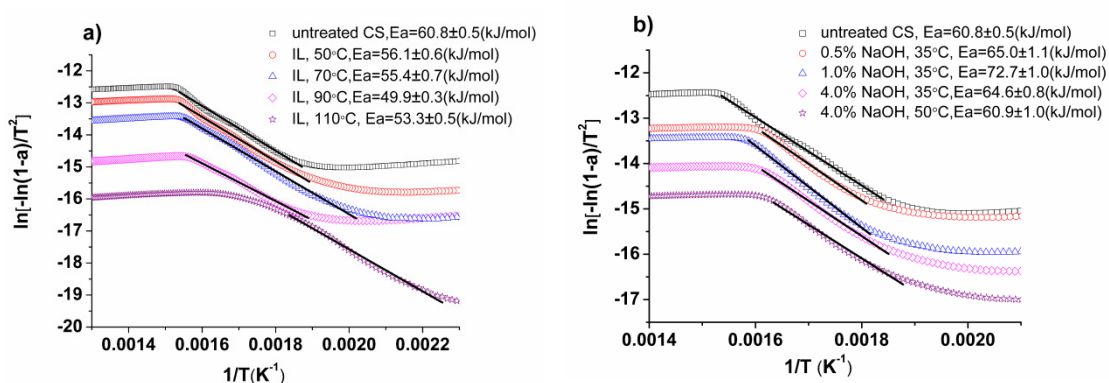 a)
untreated CS,Ea=60.8±0.5(kJ/mol)
IL, 50°C,Ea=56.1±0.6(kJ/mol)
IL, 70°C,Ea=55.4±0.7(kJ/mol)
IL, 90°C,Ea=49.9±0.3(kJ/mol)
IL, 110°C, Ea=53.3±0.5(kJ/mol)
ln[-ln(1-a)/T²]
-12
-13
-14
-15
-16
-17
-18
-19
-20
0.0014 0.0016 0.0018 0.0020 0.0022
1/T(K⁻¹)
b)
untreated CS, Ea=60.8±0.5(kJ/mol)
0.5% NaOH, 35°C, Ea=65.0±1.1(kJ/mol)
1.0% NaOH, 35°C, Ea=72.7±1.0(kJ/mol)
4.0% NaOH, 35°C, Ea=64.6±0.8(kJ/mol)
4.0% NaOH, 50°C, Ea=60.9±1.0(kJ/mol)
ln[-ln(1-a)/T²]
-12
-13
-14
-15
-16
-17
0.0014 0.0016 0.0018 0.0020
1/T(K⁻¹)